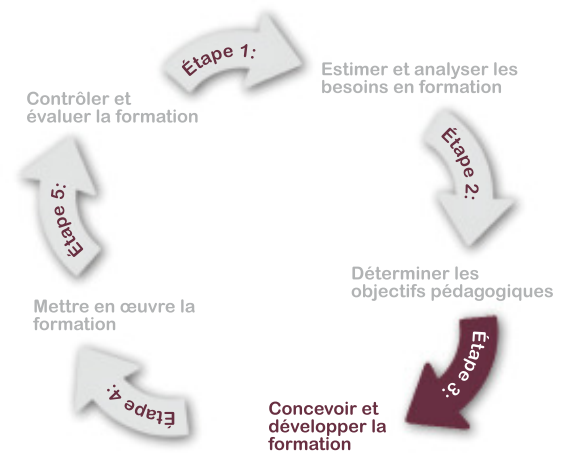 Étape 1:
Estimer et analyser les
besoins en formation
Étape 2:
Déterminer les
objectifs pédagogiques
Étape 3:
Concevoir et
développer la
formation
Étape 4:
Mettre en œuvre la
formation
Étape 5:
Contrôler et
évaluer la formation